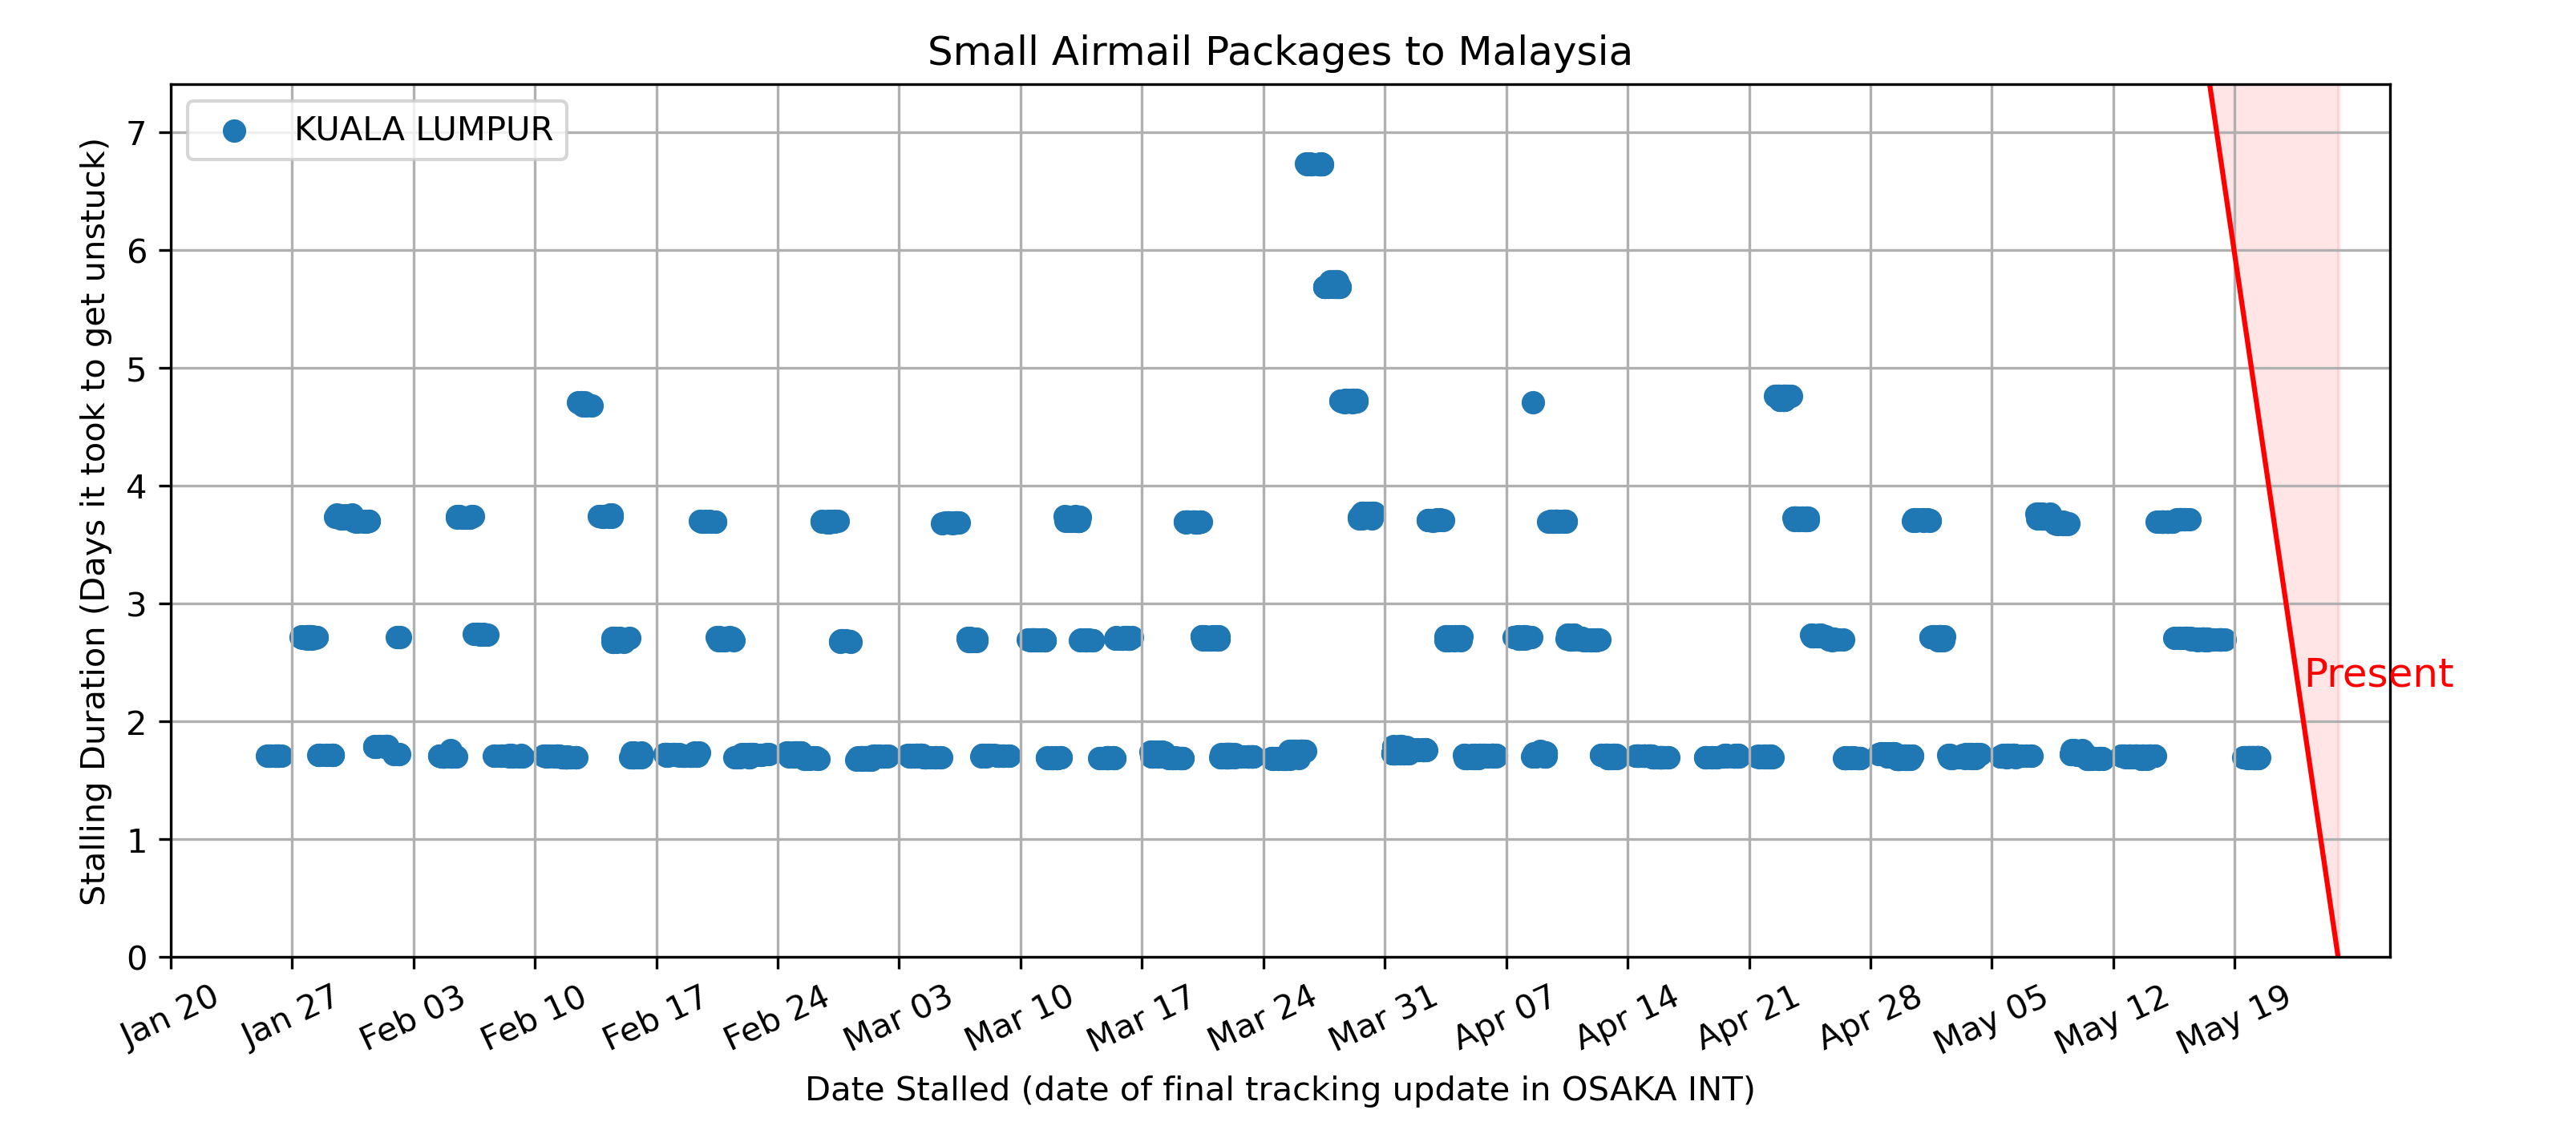 Small Airmail Packages to Malaysia
KUALA LUMPUR
Stalling Duration (Days it took to get unstuck)
7
6
5
4
3
2
1
0
Present
Jan 20
Jan 27
Feb 03
Feb 10
Feb 17
Feb 24
Mar 03
Mar 10
Mar 17
Mar 24
Mar 31
Apr 07
Apr 14
Apr 21
Apr 28
May 05
May 12
May 19
Date Stalled (date of final tracking update in OSAKA INT)